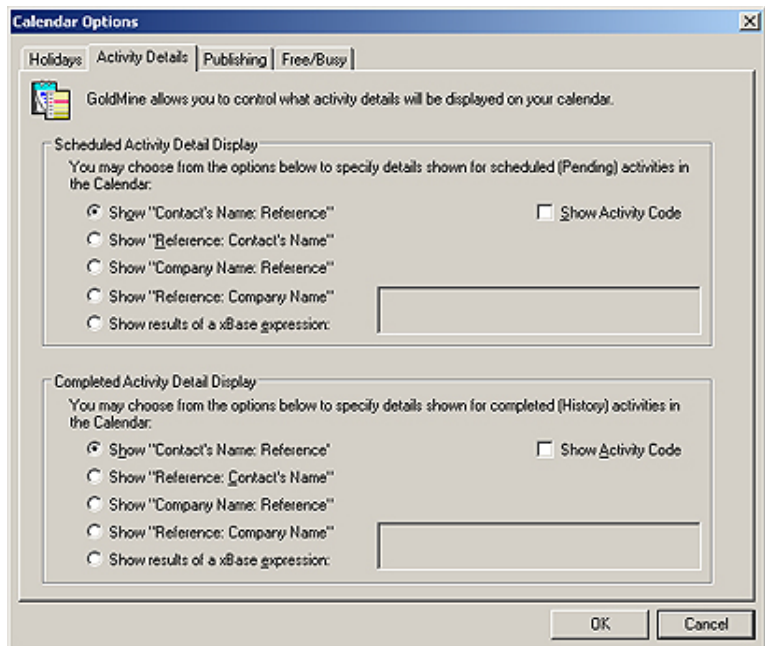 Calendar Options
Holidays Activity Details Publishing Free/Busy
GoldMine allows you to control what activity details will be displayed on your calendar.
Scheduled Activity Detail Display
You may choose from the options below to specify details shown for scheduled (Pending) activities in
the Calendar:
Show "Contact's Name: Reference" Show Activity Code
Show "Reference: Contact's Name"
Show "Company Name: Reference"
Show "Reference: Company Name"
Show results of a xBase expression:
Completed Activity Detail Display
You may choose from the options below to specify details shown for completed (History) activities in
the Calendar:
Show "Contact's Name: Reference' Show Activity Code
Show "Reference: Contact's Name"
Show "Company Name: Reference"
Show "Reference: Company Name"
Show results of a xBase expression:
OK Cancel